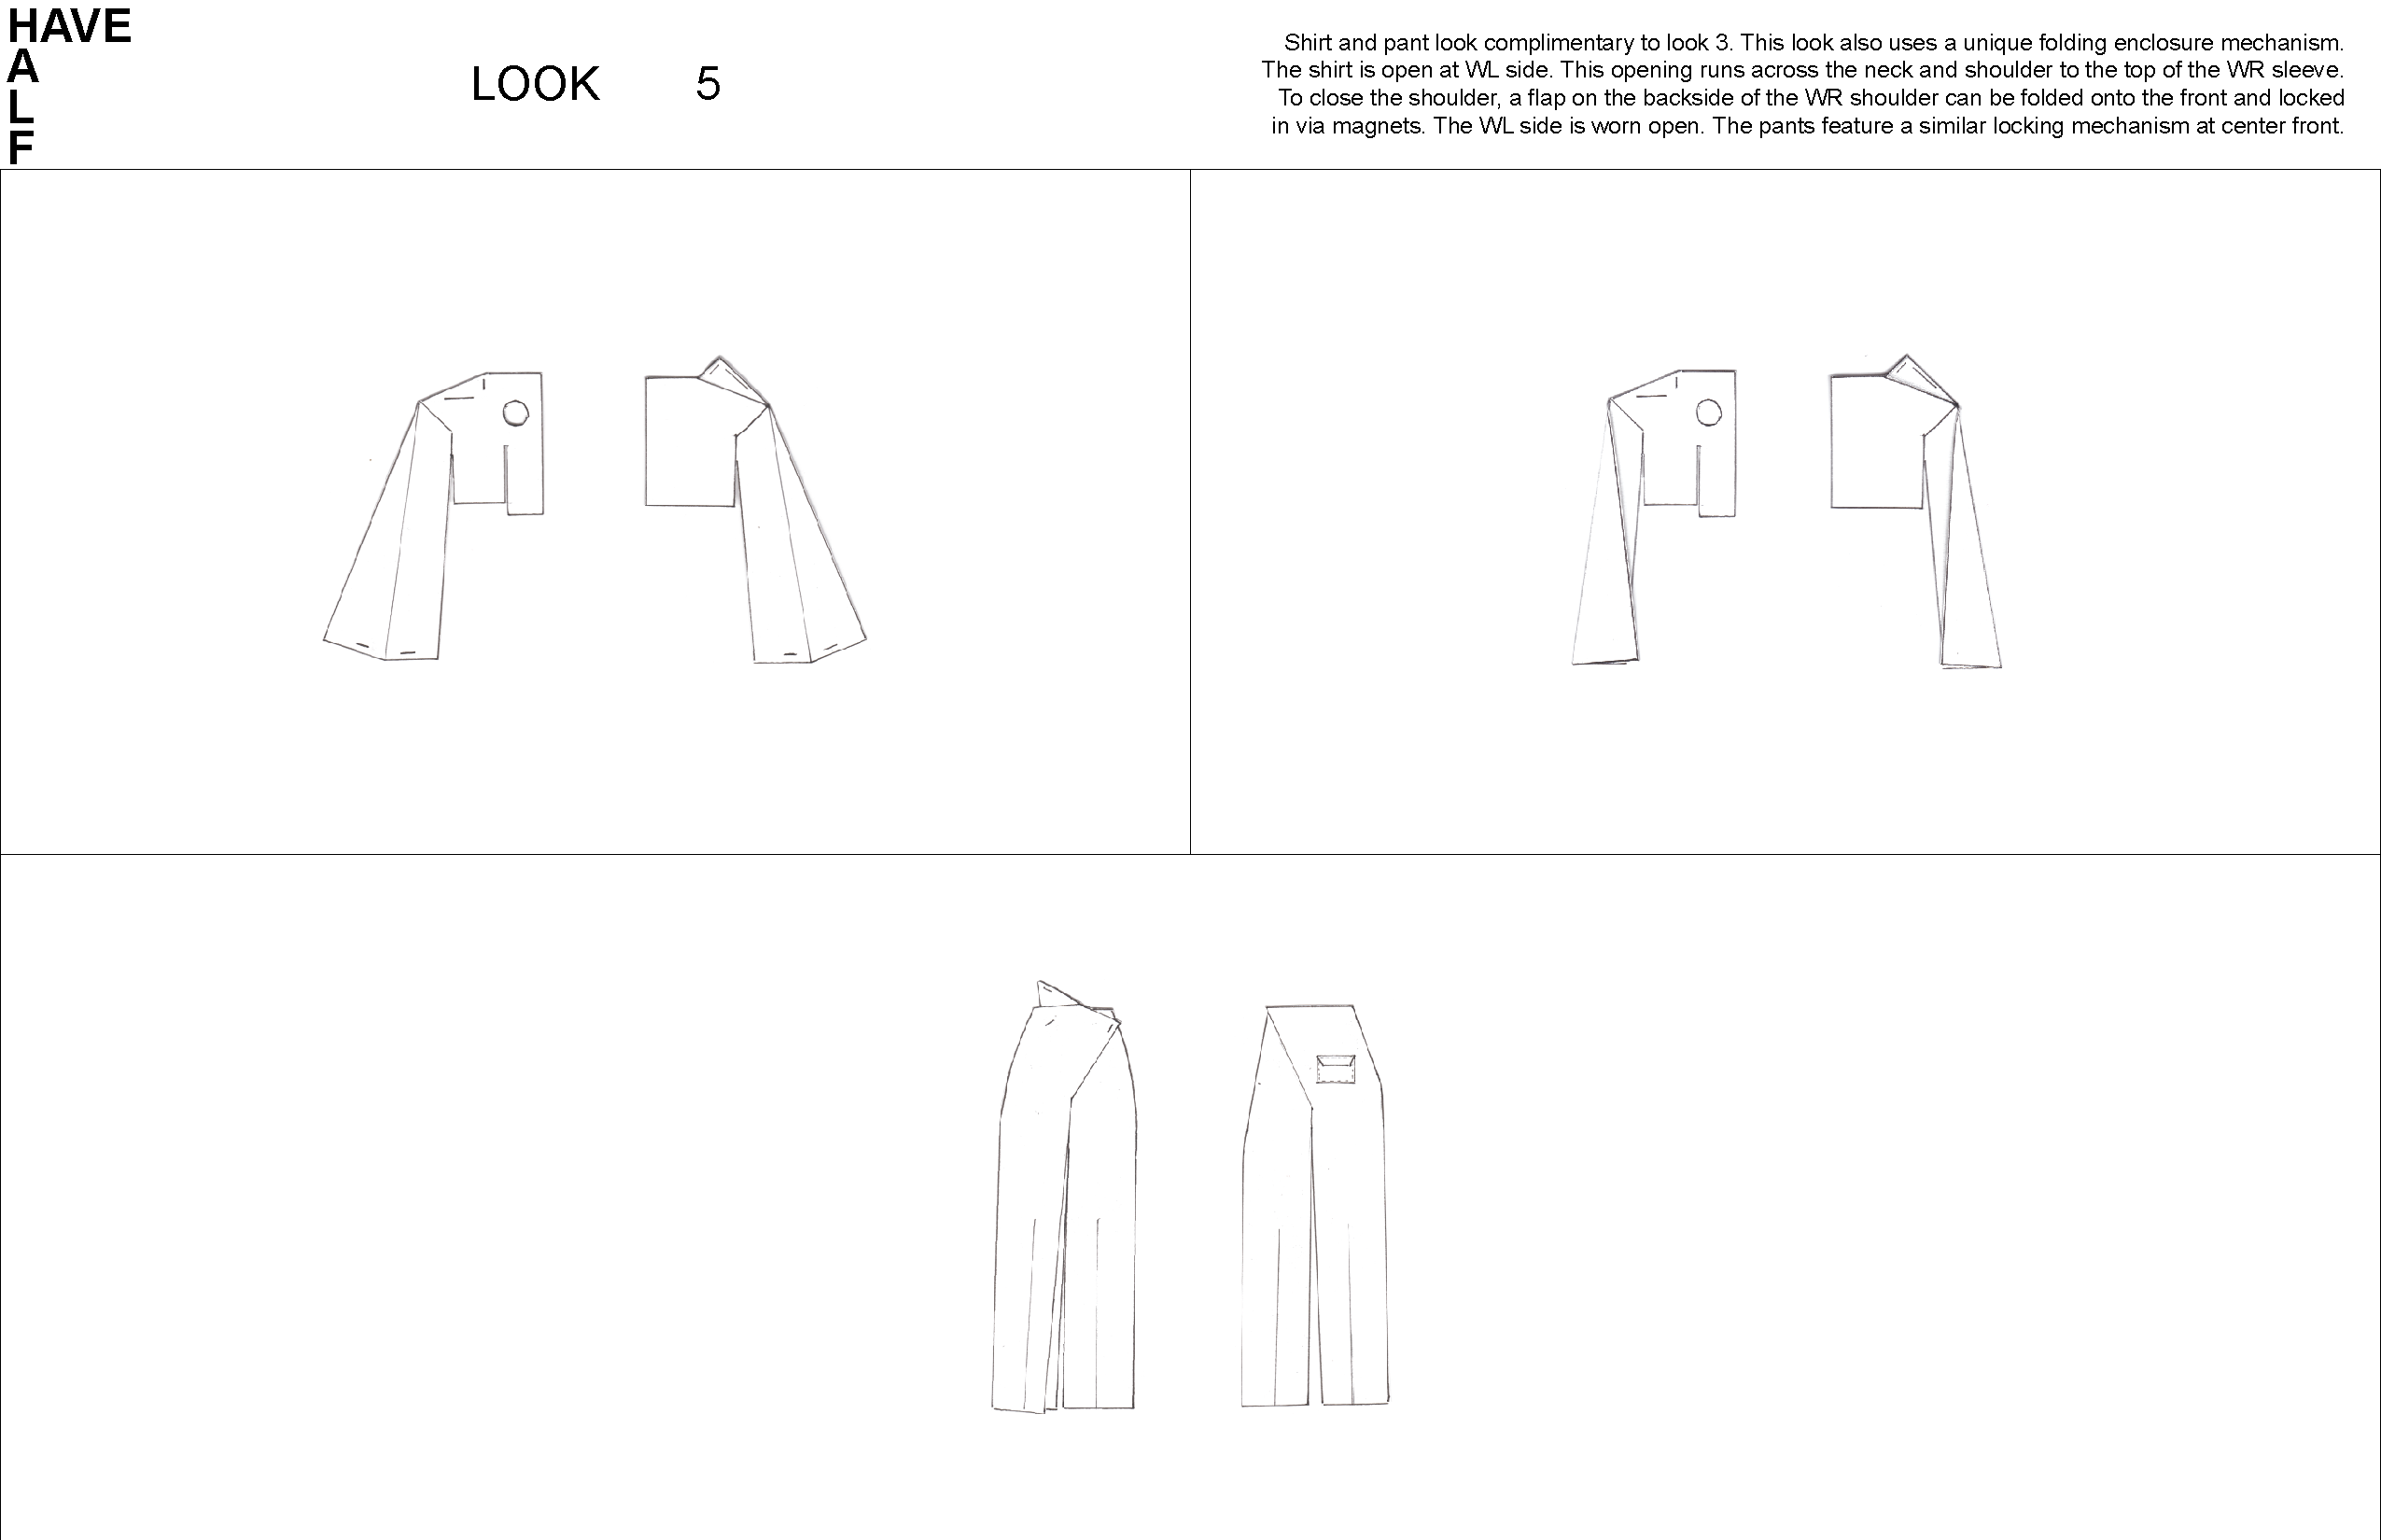 HAVE
A
L
F
LOOK 5
Shirt and pant look complimentary to look 3. This look also uses a unique folding enclosure mechanism.
The shirt is open at WL side. This opening runs across the neck and shoulder to the top of the WR sleeve.
To close the shoulder, a flap on the backside of the WR shoulder can be folded onto the front and locked
in via magnets. The WL side is worn open. The pants feature a similar locking mechanism at center front.